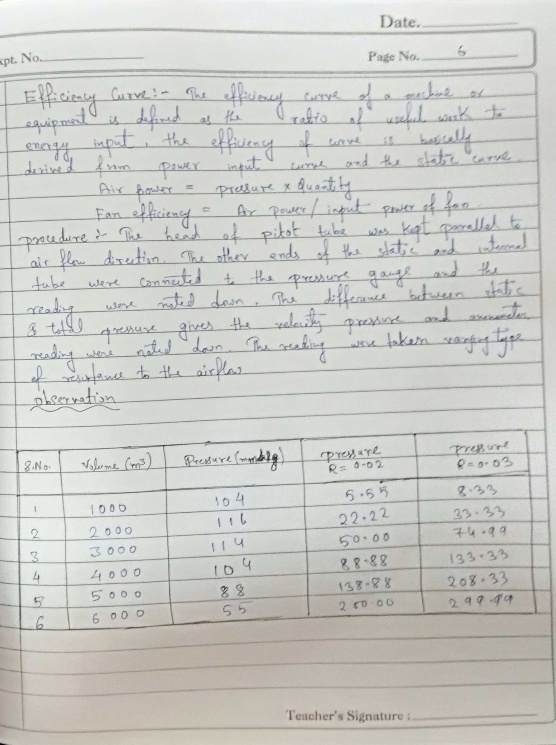 Date.
xpt. No.
Page No. 6
Efficiency Curve:- The efficiency curve of a machine or
equipment is defined as the ratio of useful work to
energy input, the efficiency of curve is basically
derived from power input curve and the static curve.
Air power = pressure x Quantity
Fan efficiency = Air power / input power of fan
procedure :- The head of pitot tube was kept parallel to
air flow direction. The other ends of the static and internal
tube were connected to the pressure gauge and the
reading were noted down. The difference between static
& total pressure gives the velocity pressure and anemometer
reading were noted down. The reading were taken varying type
of resistance to the airflow
observation
S.No. Volume (m3) Pressure pressure R= 0.02 pressure R=0.03
1 1000 104 5.55 8.33
2 2000 116 22.22 33.33
3 3000 114 50.00 74.99
4 4000 104 88.88 133.33
5 5000 88 138.88 208.33
6 6000 55 200.00 299.99
Teacher's Signature :